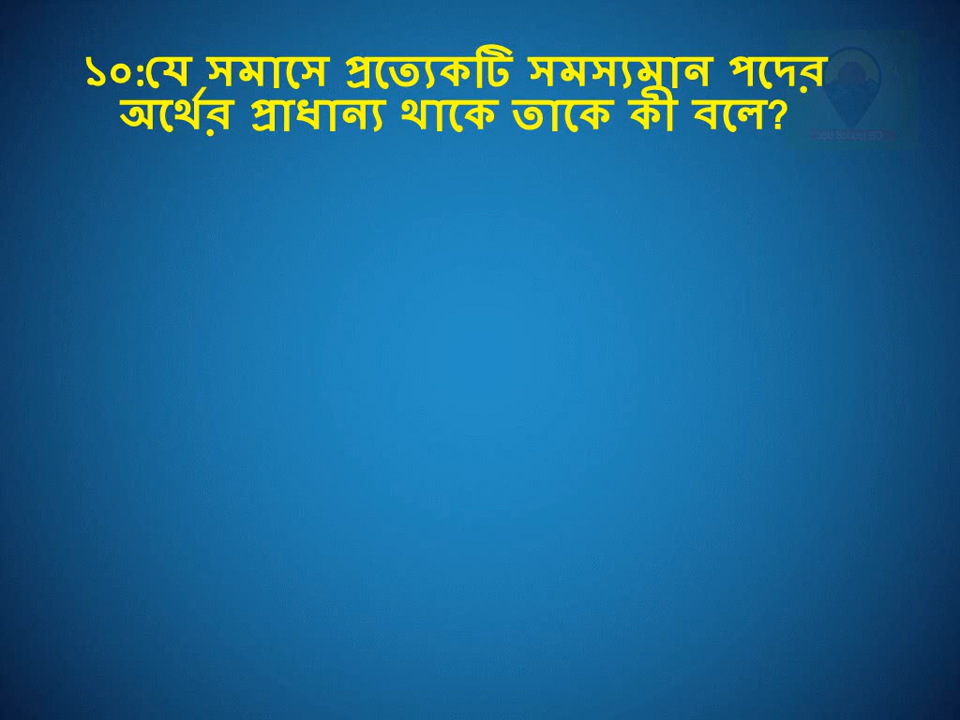 ১০:যে সমাসে প্রত্যেকটি সমস্যমান পদের
অর্থের প্রাধান্য থাকে তাকে কী বলে?